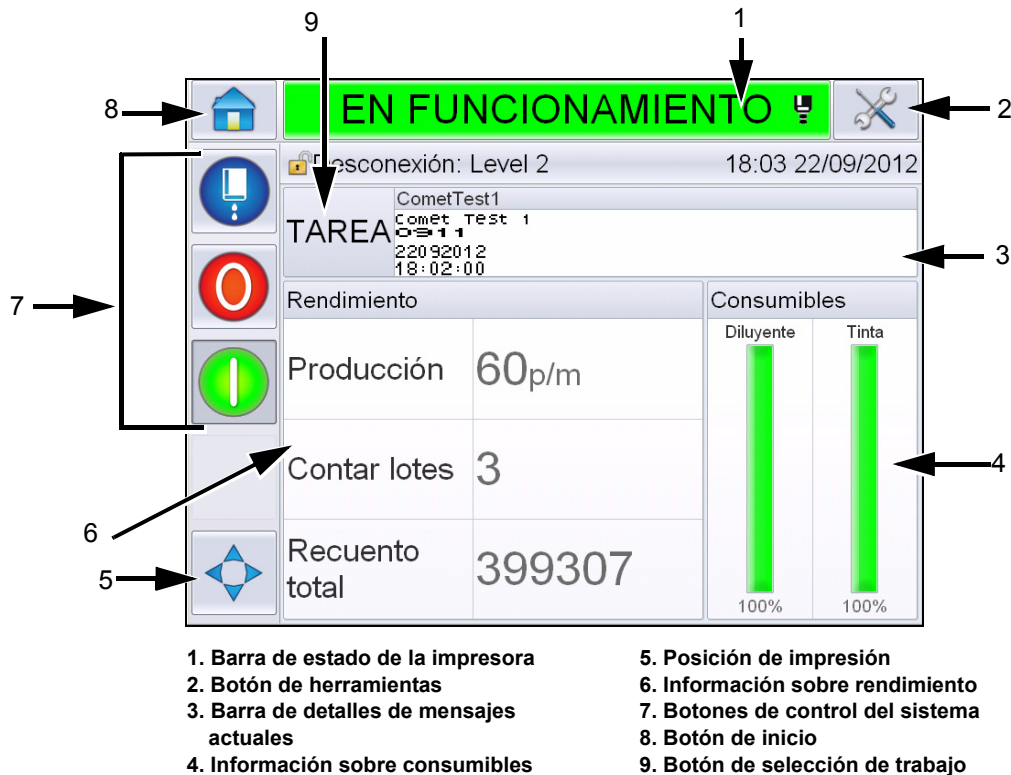 9
1
8
EN FUNCIONAMIENTO
2
Desconexión: Level 2 18:03 22/09/2012
CometTest1
TAREA
Comet Test 1
0911
22092012
18:02:00
3
7
Rendimiento
Consumibles
Diluyente Tinta
Producción 60p/m
Contar lotes 3
4
6
Recuento
total
399307
5
100% 100%
1. Barra de estado de la impresora
2. Botón de herramientas
3. Barra de detalles de mensajes
actuales
4. Información sobre consumibles
5. Posición de impresión
6. Información sobre rendimiento
7. Botones de control del sistema
8. Botón de inicio
9. Botón de selección de trabajo